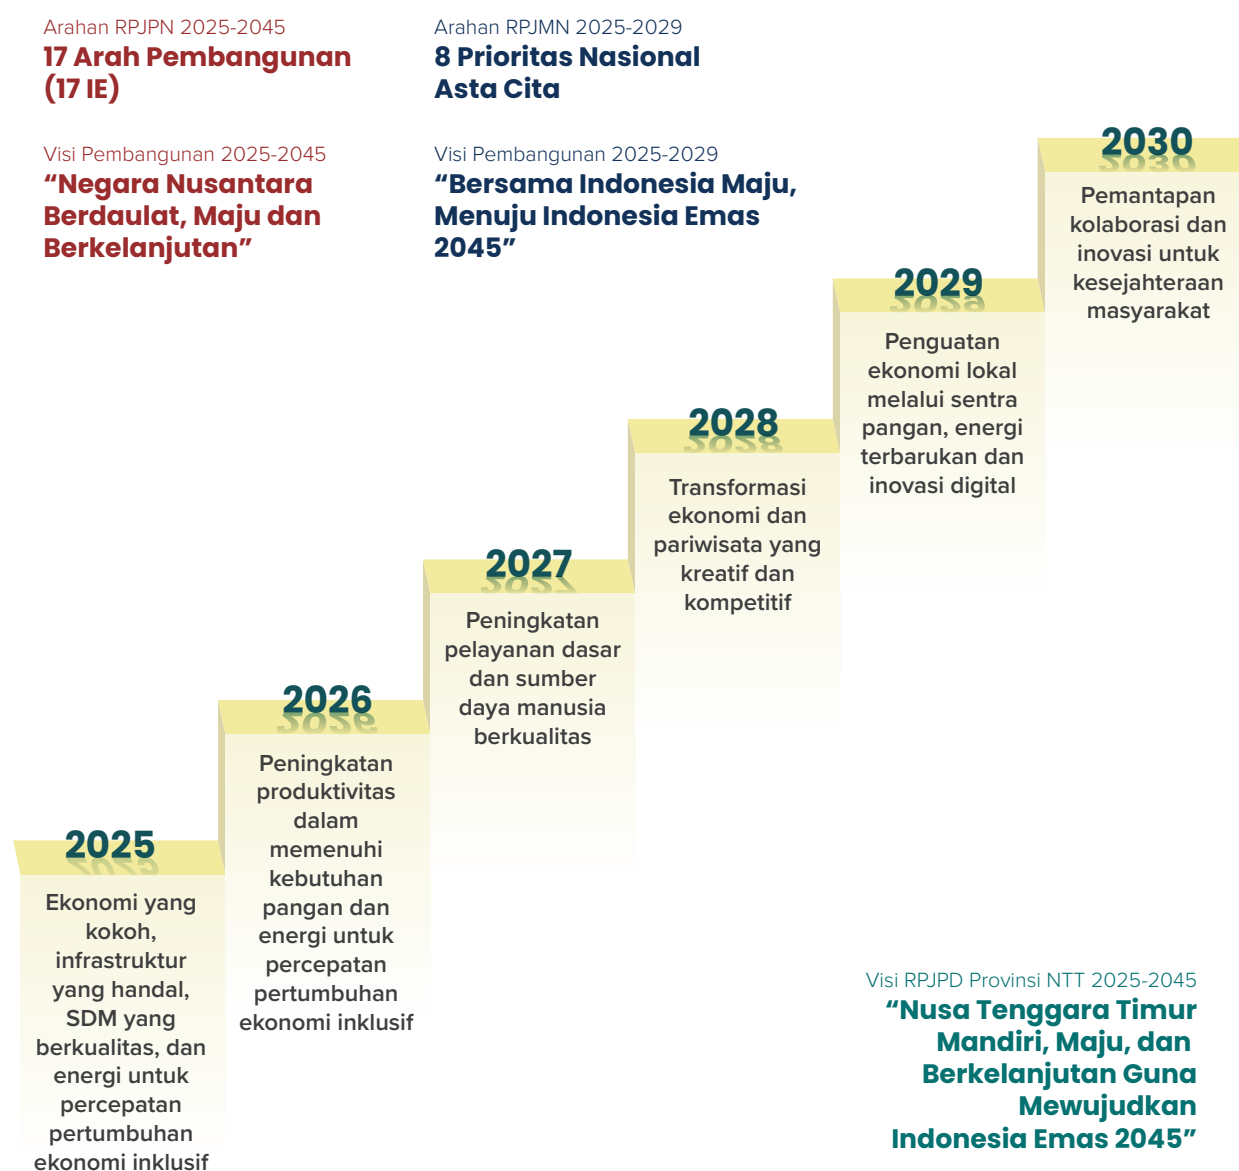 Arahan RPJPN 2025-2045
17 Arah Pembangunan
(17 IE)
Visi Pembangunan 2025-2045
“Negara Nusantara
Berdaulat, Maju dan
Berkelanjutan”
Arahan RPJMN 2025-2029
8 Prioritas Nasional
Asta Cita
Visi Pembangunan 2025-2029
“Bersama Indonesia Maju,
Menuju Indonesia Emas
2045”
2025
Ekonomi yang
kokoh,
infrastruktur
yang handal,
SDM yang
berkualitas, dan
energi untuk
percepatan
pertumbuhan
ekonomi inklusif
2026
Peningkatan
produktivitas
dalam
memenuhi
kebutuhan
pangan dan
energi untuk
percepatan
pertumbuhan
ekonomi inklusif
2027
Peningkatan
pelayanan dasar
dan sumber
daya manusia
berkualitas
2028
Transformasi
ekonomi dan
pariwisata yang
kreatif dan
kompetitif
2029
Penguatan
ekonomi lokal
melalui sentra
pangan, energi
terbarukan dan
inovasi digital
2030
Pemantapan
kolaborasi dan
inovasi untuk
kesejahteraan
masyarakat
Visi RPJPD Provinsi NTT 2025-2045
“Nusa Tenggara Timur
Mandiri, Maju, dan
Berkelanjutan Guna
Mewujudkan
Indonesia Emas 2045”